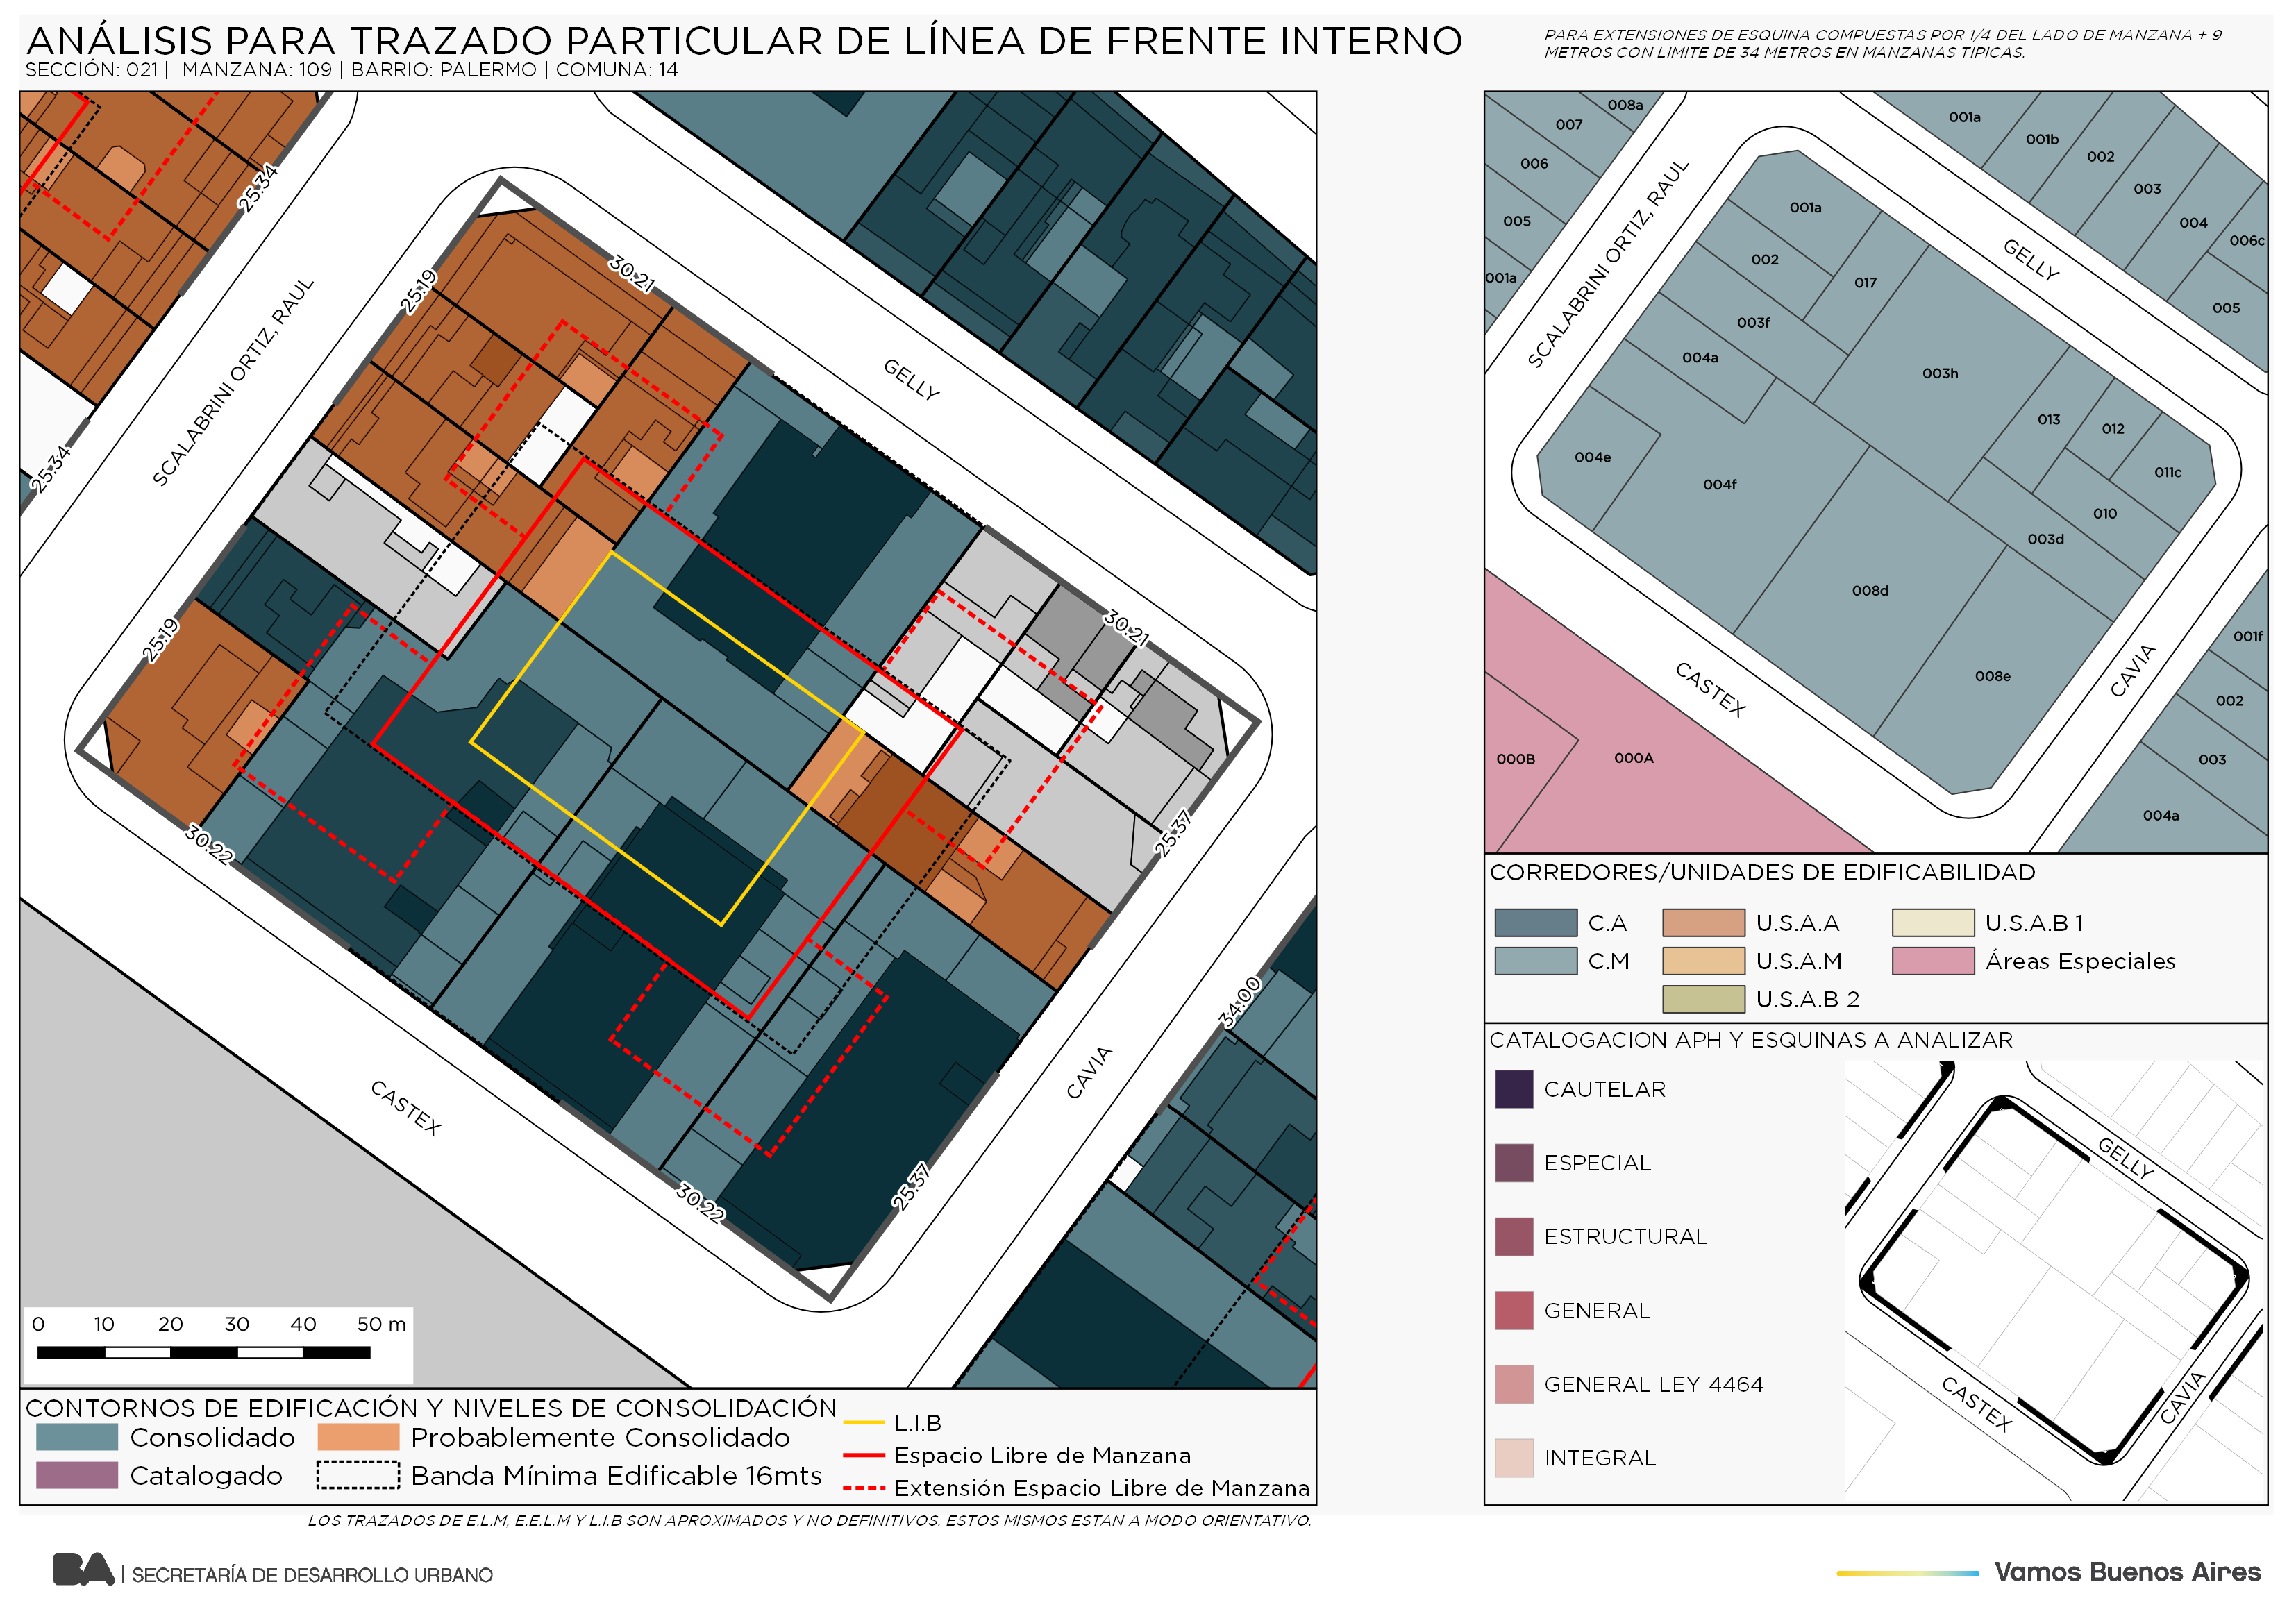 ANÁLISIS PARA TRAZADO PARTICULAR DE LÍNEA DE FRENTE INTERNO
SECCIÓN: 021 | MANZANA: 109 | BARRIO: PALERMO | COMUNA: 14
PARA EXTENSIONES DE ESQUINA COMPUESTAS POR 1/4 DEL LADO DE MANZANA + 9
METROS CON LIMITE DE 34 METROS EN MANZANAS TIPICAS.
25.34
25.34
SCALABRINI ORTIZ, RAUL
25.19
30.21
GELLY
25.19
30.21
30.22
25.37
34.00
CASTEX
CAVIA
30.22
25.37
0 10 20 30 40 50 m
CONTORNOS DE EDIFICACIÓN Y NIVELES DE CONSOLIDACIÓN
Consolidado
Probablemente Consolidado
Catalogado
Banda Mínima Edificable 16mts
L.I.B
Espacio Libre de Manzana
Extensión Espacio Libre de Manzana
LOS TRAZADOS DE E.L.M, E.E.L.M Y L.I.B SON APROXIMADOS Y NO DEFINITIVOS. ESTOS MISMOS ESTAN A MODO ORIENTATIVO.
008a
007
006
005
001a
SCALABRINI ORTIZ, RAUL
001a
001b
002
003
004
006c
005
GELLY
001a
002
017
003f
004a
003h
013
012
011c
004e
004f
010
003d
008d
008e
CASTEX
CAVIA
001f
002
003
004a
000B
000A
CORREDORES/UNIDADES DE EDIFICABILIDAD
C.A
U.S.A.A
U.S.A.B 1
C.M
U.S.A.M
Áreas Especiales
U.S.A.B 2
CATALOGACION APH Y ESQUINAS A ANALIZAR
CAUTELAR
ESPECIAL
ESTRUCTURAL
GENERAL
GENERAL LEY 4464
INTEGRAL
GELLY
CASTEX
CAVIA
BA | SECRETARÍA DE DESARROLLO URBANO
Vamos Buenos Aires